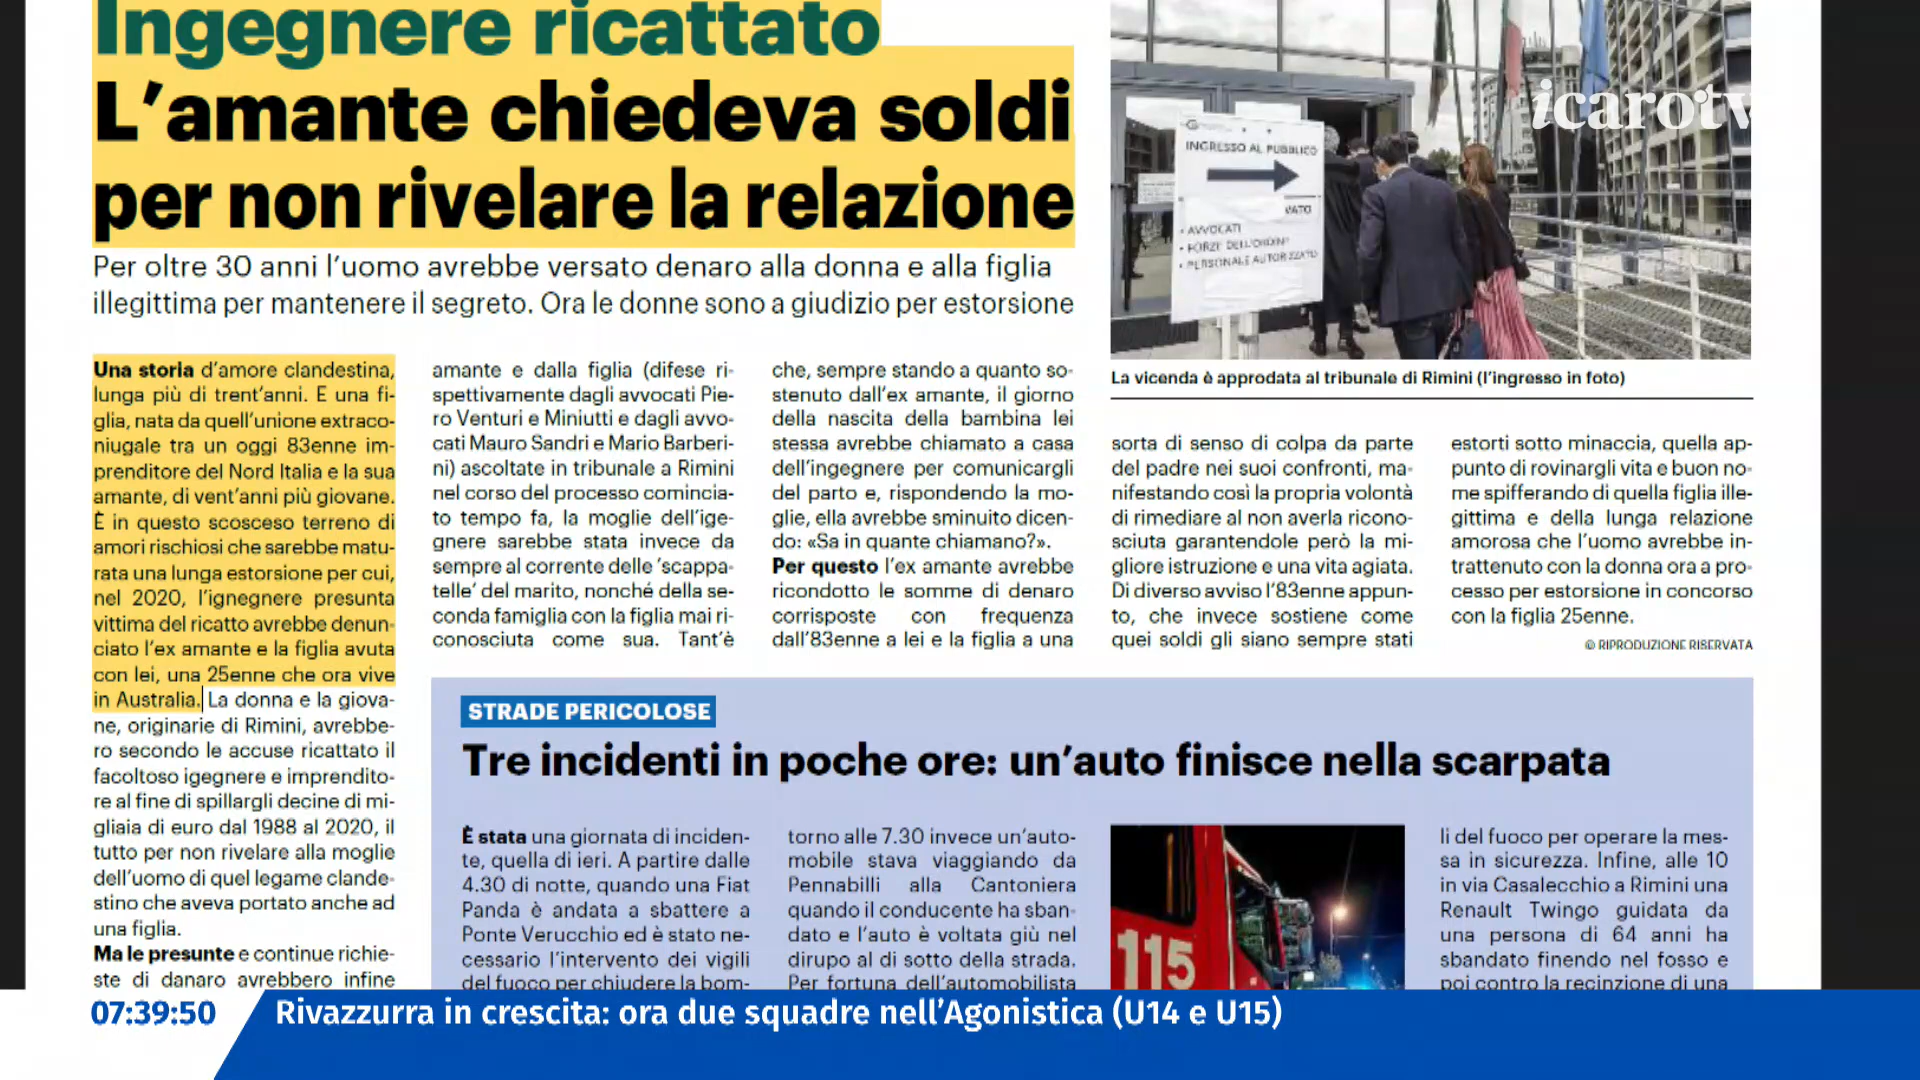 Ingegnere ricattato
L'amante chiedeva soldi
per non rivelare la relazione
Per oltre 30 anni l'uomo avrebbe versato denaro alla donna e alla figlia
illegittima per mantenere il segreto. Ora le donne sono a giudizio per estorsione
Una storia d'amore clandestina,
lunga più di trent'anni. E una fi-
glia, nata da quell'unione extraco-
niugale tra un oggi 83enne im-
prenditore del Nord Italia e la sua
amante, di vent'anni più giovane.
È in questo scosceso terreno di
amori rischiosi che sarebbe matu-
rata una lunga estorsione per cui,
nel 2020, l'ignegnere presunta
vittima del ricatto avrebbe denun-
ciato l'ex amante e la figlia avuta
con lei, una 25enne che ora vive
in Australia. La donna e la giova-
ne, originarie di Rimini, avrebbe-
ro secondo le accuse ricattato il
facoltoso igegnere e imprendito-
re al fine di spillargli decine di mi-
gliaia di euro dal 1988 al 2020, il
tutto per non rivelare alla moglie
dell'uomo di quel legame clande-
stino che aveva portato anche ad
una figlia.
Ma le presunte e continue richie-
ste di danaro avrebbero infine
amante e dalla figlia (difese ri-
spettivamente dagli avvocati Pie-
ro Venturi e Miniutti e dagli avvo-
cati Mauro Sandri e Mario Barberi-
ni) ascoltate in tribunale a Rimini
nel corso del processo comincia-
to tempo fa, la moglie dell'ige-
gnere sarebbe stata invece da
sempre al corrente delle 'scappa-
telle' del marito, nonché della se-
conda famiglia con la figlia mai ri-
conosciuta come sua. Tant'è
che, sempre stando a quanto so-
stenuto dall'ex amante, il giorno
della nascita della bambina lei
stessa avrebbe chiamato a casa
dell'ingegnere per comunicargli
del parto e, rispondendo la mo-
glie, ella avrebbe sminuito dicen-
do: «Sa in quante chiamano?».
Per questo l'ex amante avrebbe
ricondotto le somme di denaro
corrisposte con frequenza
dall'83enne a lei e la figlia a una
icarotv
INGRESSO AL PUBBLICO
VATO
• AVVOCATI
• FORZE DELL'ORDINE
• PERSONALE AUTORIZZATO
La vicenda è approdata al tribunale di Rimini (l'ingresso in foto)
sorta di senso di colpa da parte
del padre nei suoi confronti, ma-
nifestando così la propria volontà
di rimediare al non averla ricono-
sciuta garantendole però la mi-
gliore istruzione e una vita agiata.
Di diverso avviso l'83enne appun-
to, che invece sostiene come
quei soldi gli siano sempre stati
estorti sotto minaccia, quella ap-
punto di rovinargli vita e buon no-
me spifferando di quella figlia ille-
gittima e della lunga relazione
amorosa che l'uomo avrebbe in-
trattenuto con la donna ora a pro-
cesso per estorsione in concorso
con la figlia 25enne.
© RIPRODUZIONE RISERVATA
STRADE PERICOLOSE
Tre incidenti in poche ore: un'auto finisce nella scarpata
È stata una giornata di inciden-
te, quella di ieri. A partire dalle
4.30 di notte, quando una Fiat
Panda è andata a sbattere a
Ponte Verucchio ed è stato ne-
cessario l'intervento dei vigili
del fuoco per chiudere la bom-
torno alle 7.30 invece un'auto-
mobile stava viaggiando da
Pennabilli alla Cantoniera
quando il conducente ha sban-
dato e l'auto è voltata giù nel
dirupo al di sotto della strada.
Per fortuna dell'automobilista
115
li del fuoco per operare la mes-
sa in sicurezza. Infine, alle 10
in via Casalecchio a Rimini una
Renault Twingo guidata da
una persona di 64 anni ha
sbandato finendo nel fosso e
poi contro la recinzione di una
07:39:50
Rivazzurra in crescita: ora due squadre nell'Agonistica (U14 e U15)